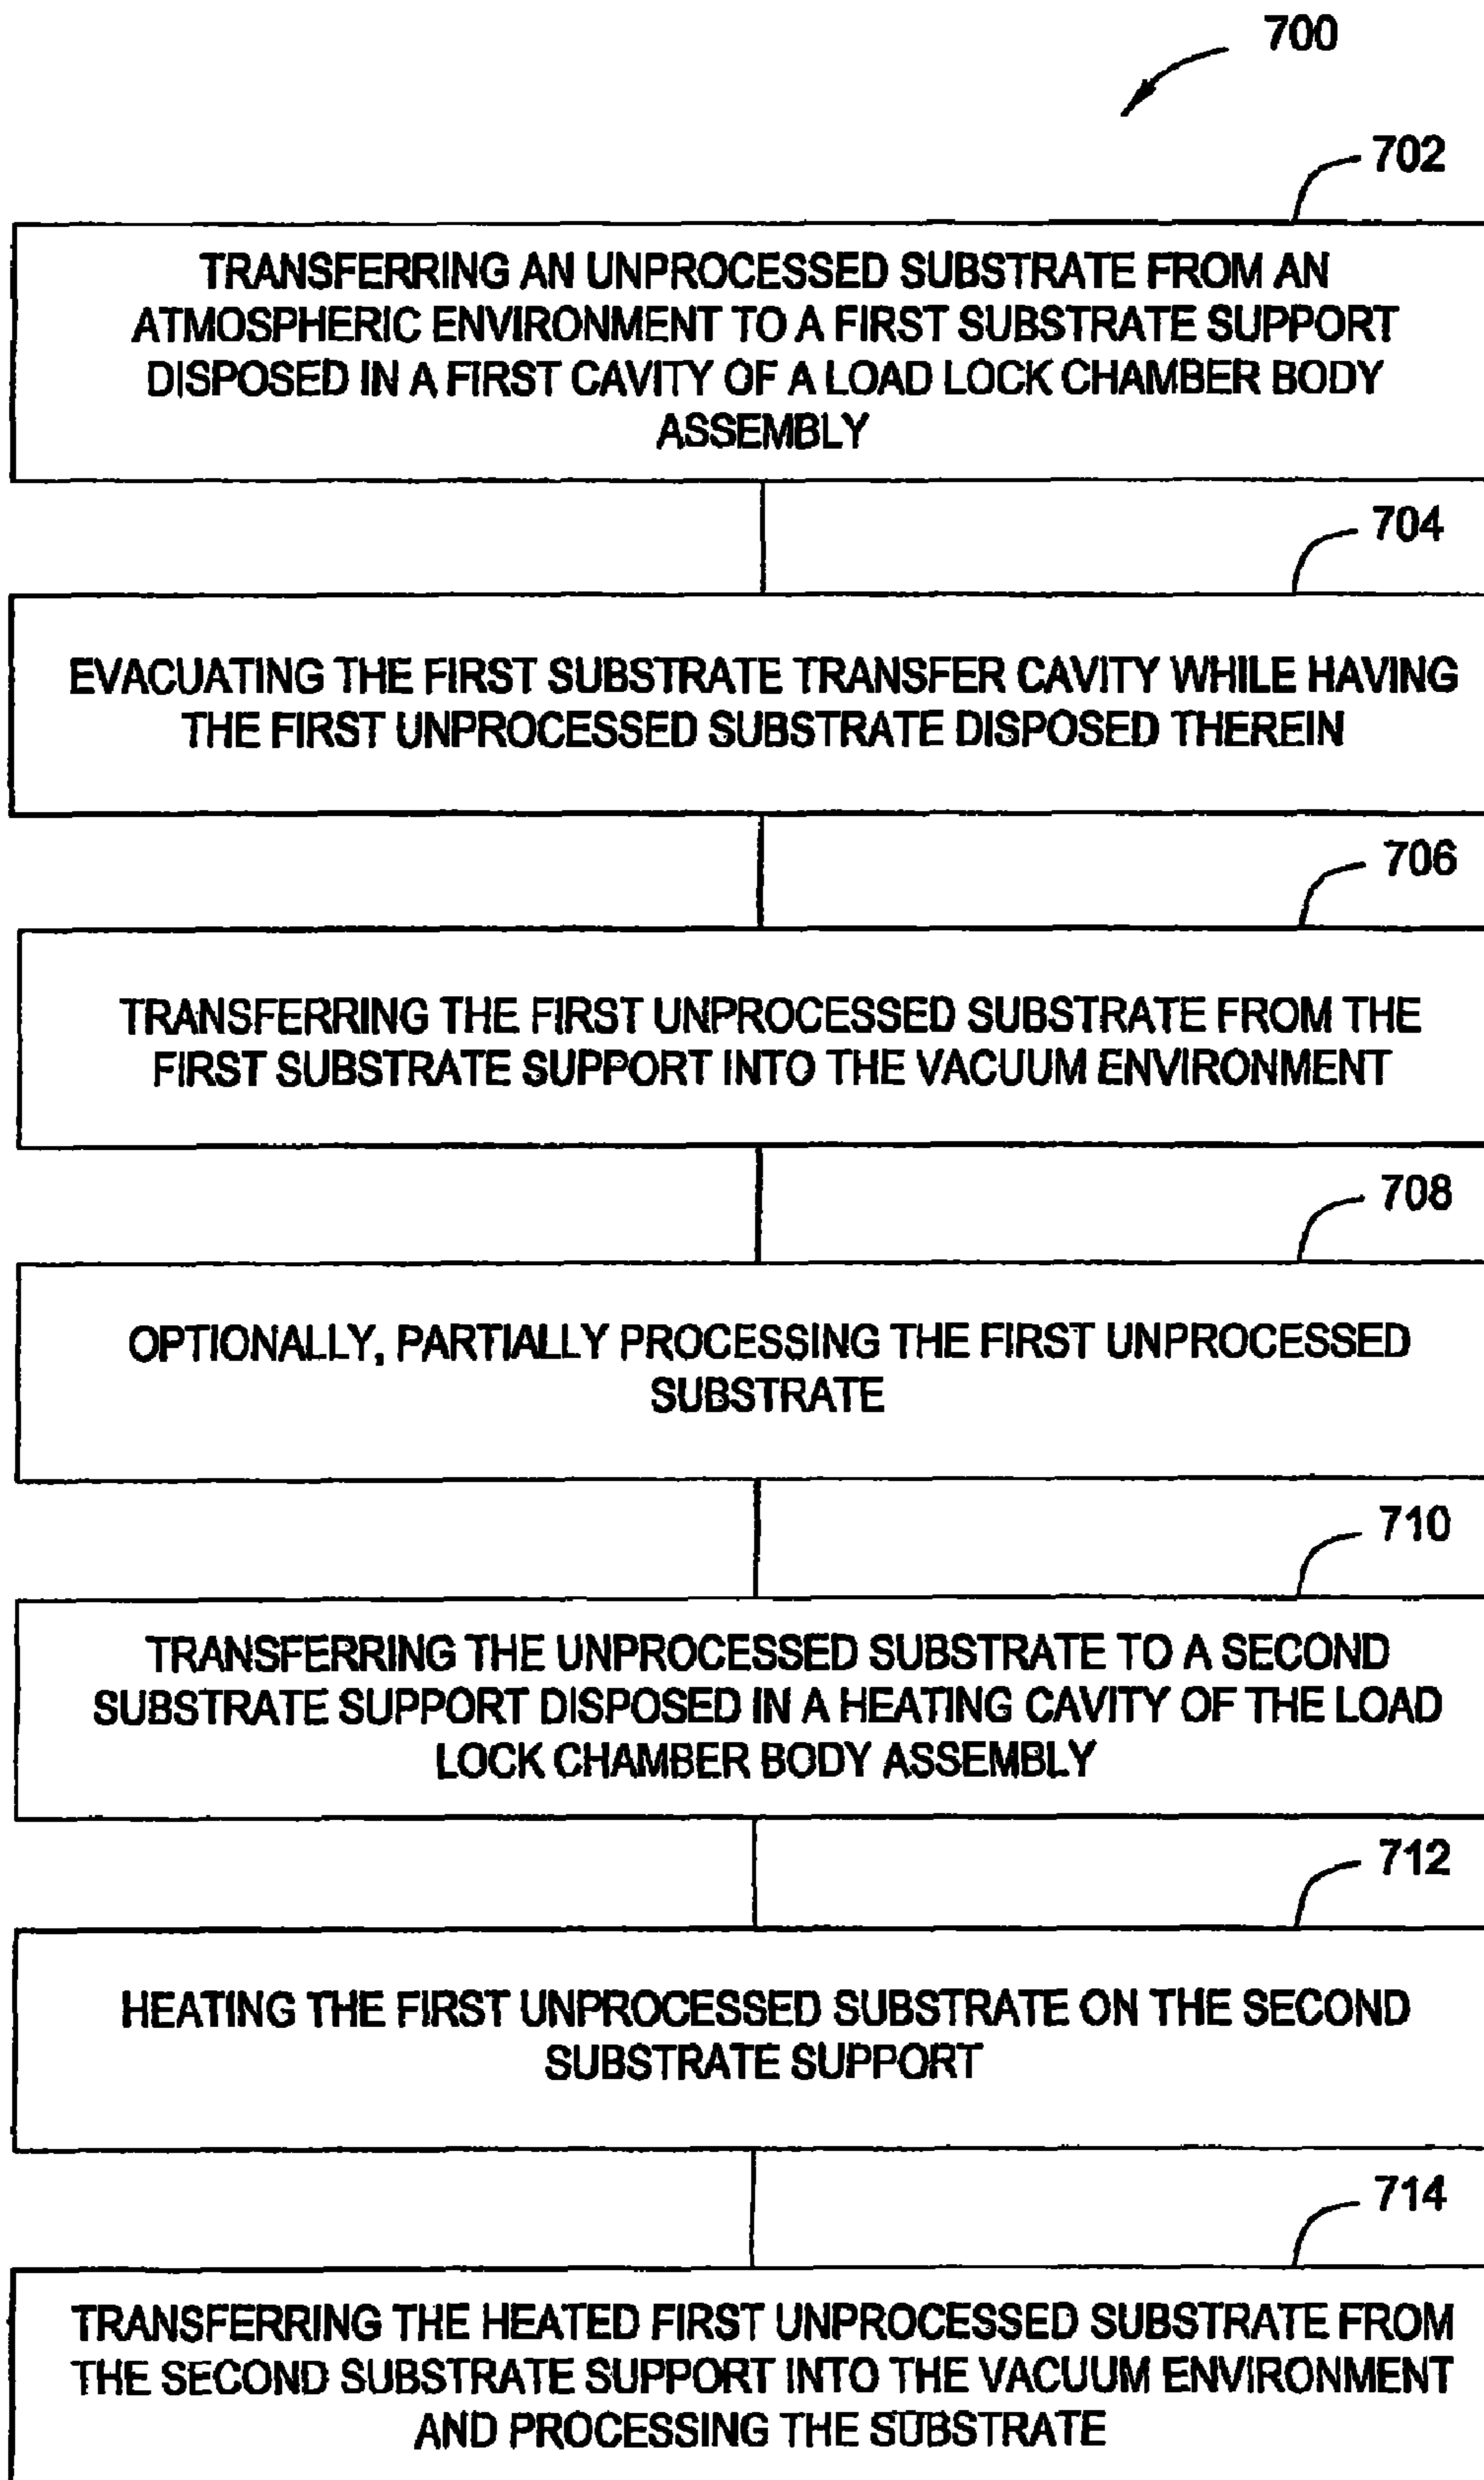 700
702
TRANSFERRING AN UNPROCESSED SUBSTRATE FROM AN
ATMOSPHERIC ENVIRONMENT TO A FIRST SUBSTRATE SUPPORT
DISPOSED IN A FIRST CAVITY OF A LOAD LOCK CHAMBER BODY
ASSEMBLY
704
EVACUATING THE FIRST SUBSTRATE TRANSFER CAVITY WHILE HAVING
THE FIRST UNPROCESSED SUBSTRATE DISPOSED THEREIN
706
TRANSFERRING THE FIRST UNPROCESSED SUBSTRATE FROM THE
FIRST SUBSTRATE SUPPORT INTO THE VACUUM ENVIRONMENT
708
OPTIONALLY, PARTIALLY PROCESSING THE FIRST UNPROCESSED
SUBSTRATE
710
TRANSFERRING THE UNPROCESSED SUBSTRATE TO A SECOND
SUBSTRATE SUPPORT DISPOSED IN A HEATING CAVITY OF THE LOAD
LOCK CHAMBER BODY ASSEMBLY
712
HEATING THE FIRST UNPROCESSED SUBSTRATE ON THE SECOND
SUBSTRATE SUPPORT
714
TRANSFERRING THE HEATED FIRST UNPROCESSED SUBSTRATE FROM
THE SECOND SUBSTRATE SUPPORT INTO THE VACUUM ENVIRONMENT
AND PROCESSING THE SUBSTRATE